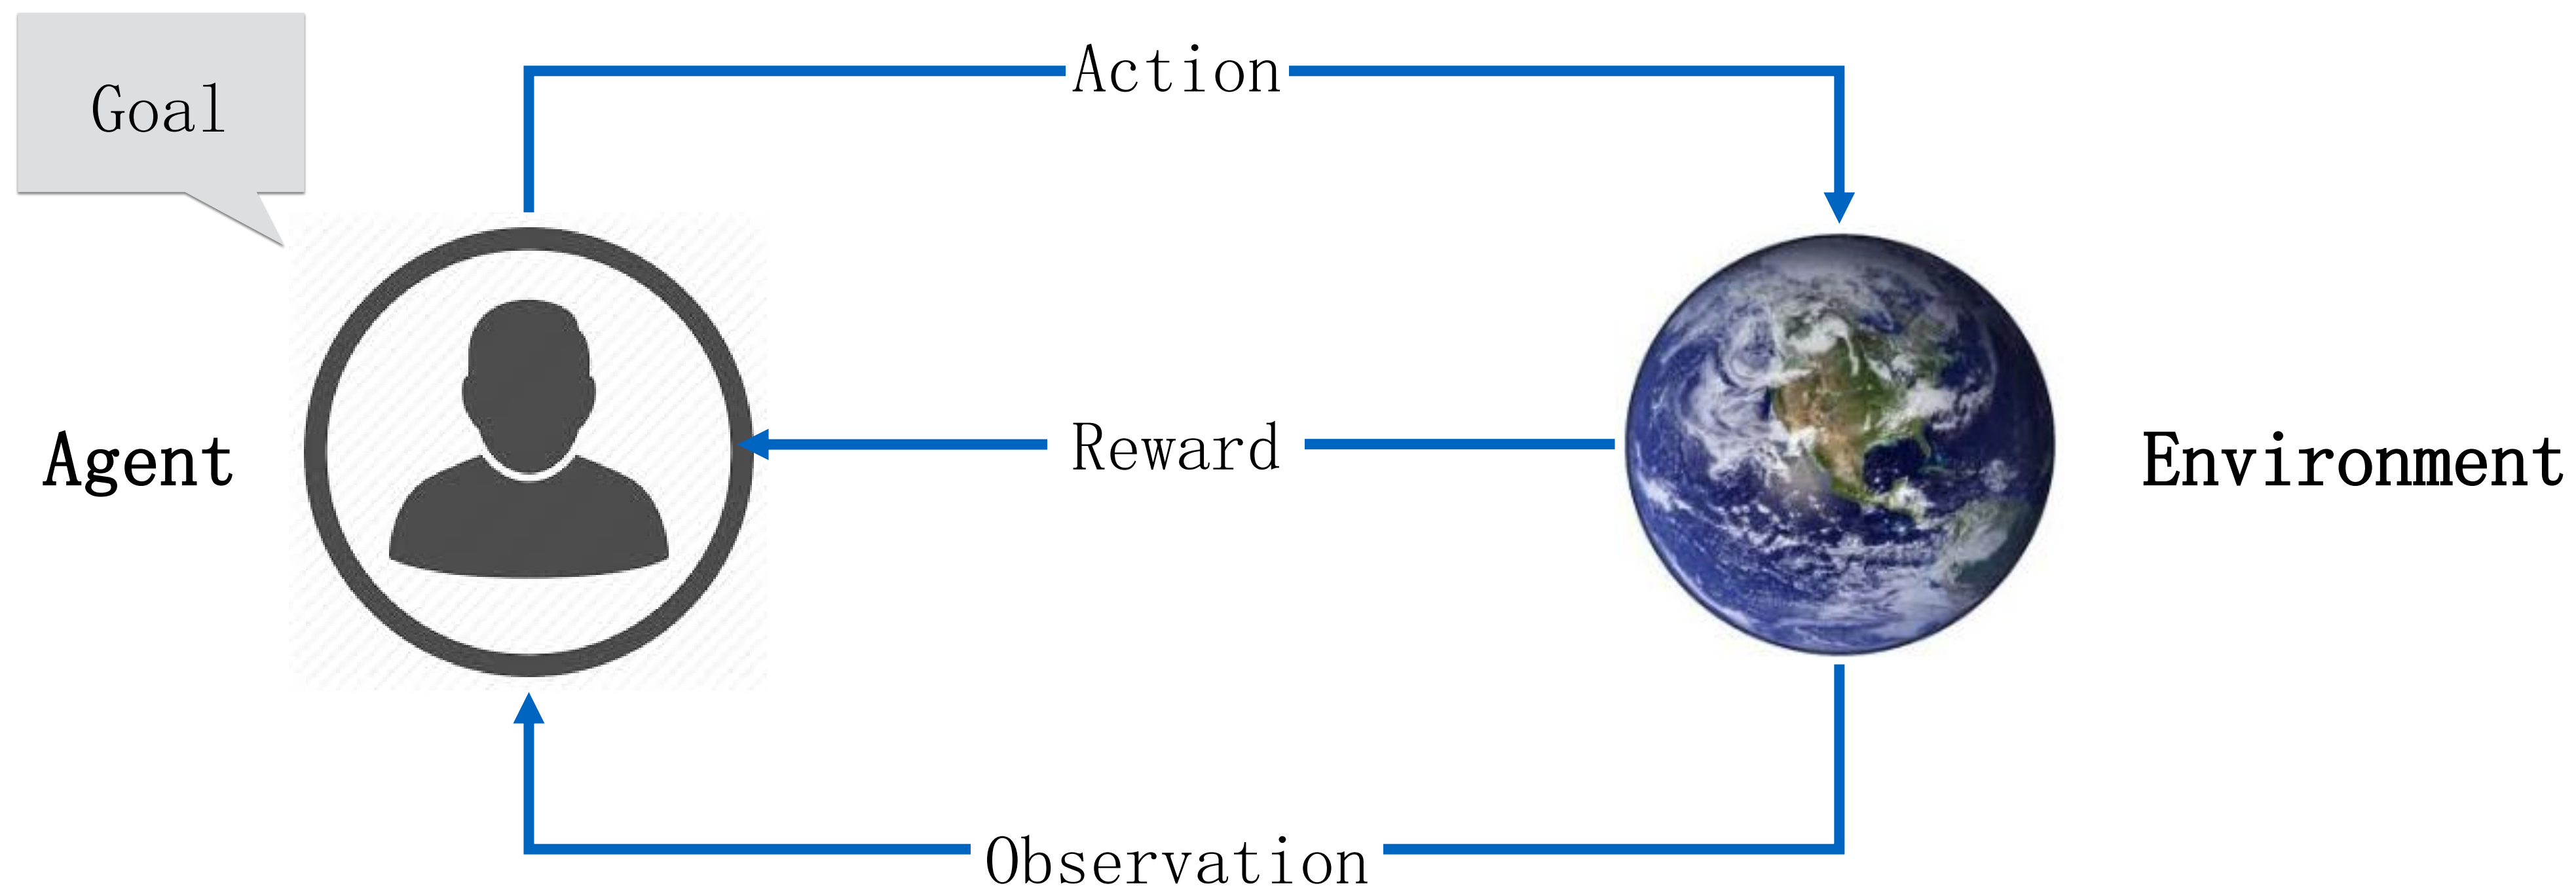 Goal
Action
Agent
Reward
Environment
Observation